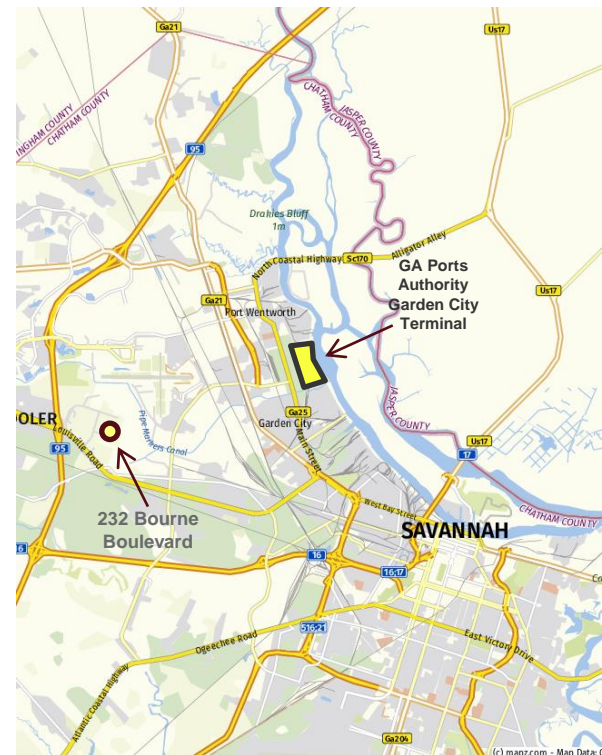 Ga21
Us17
INGHAM COUNTY
CHATHAM COUNTY
JASPER COUNTY
CHATHAM COUNTY
95
Drakies Bluff
1m
North Coastal Highway
Sc170
Alligator Alley
GA Ports
Authority
Garden City
Terminal
Us17
Ga21
Port Wentworth
OLER
Pipe Makers Canal
Ga25
Garden City
JASPER COUNTY
Louisville Road
95
Main Street
Us17
17
232 Bourne
Boulevard
West Bay Street
CHATHAM COUNTY
SAVANNAH
16
16
16;17
Co
516;21
Ogeechee Road
East Victory Drive
Atlantic Coastal Highway
Ga204
(c) mapz.com - Map Data: O